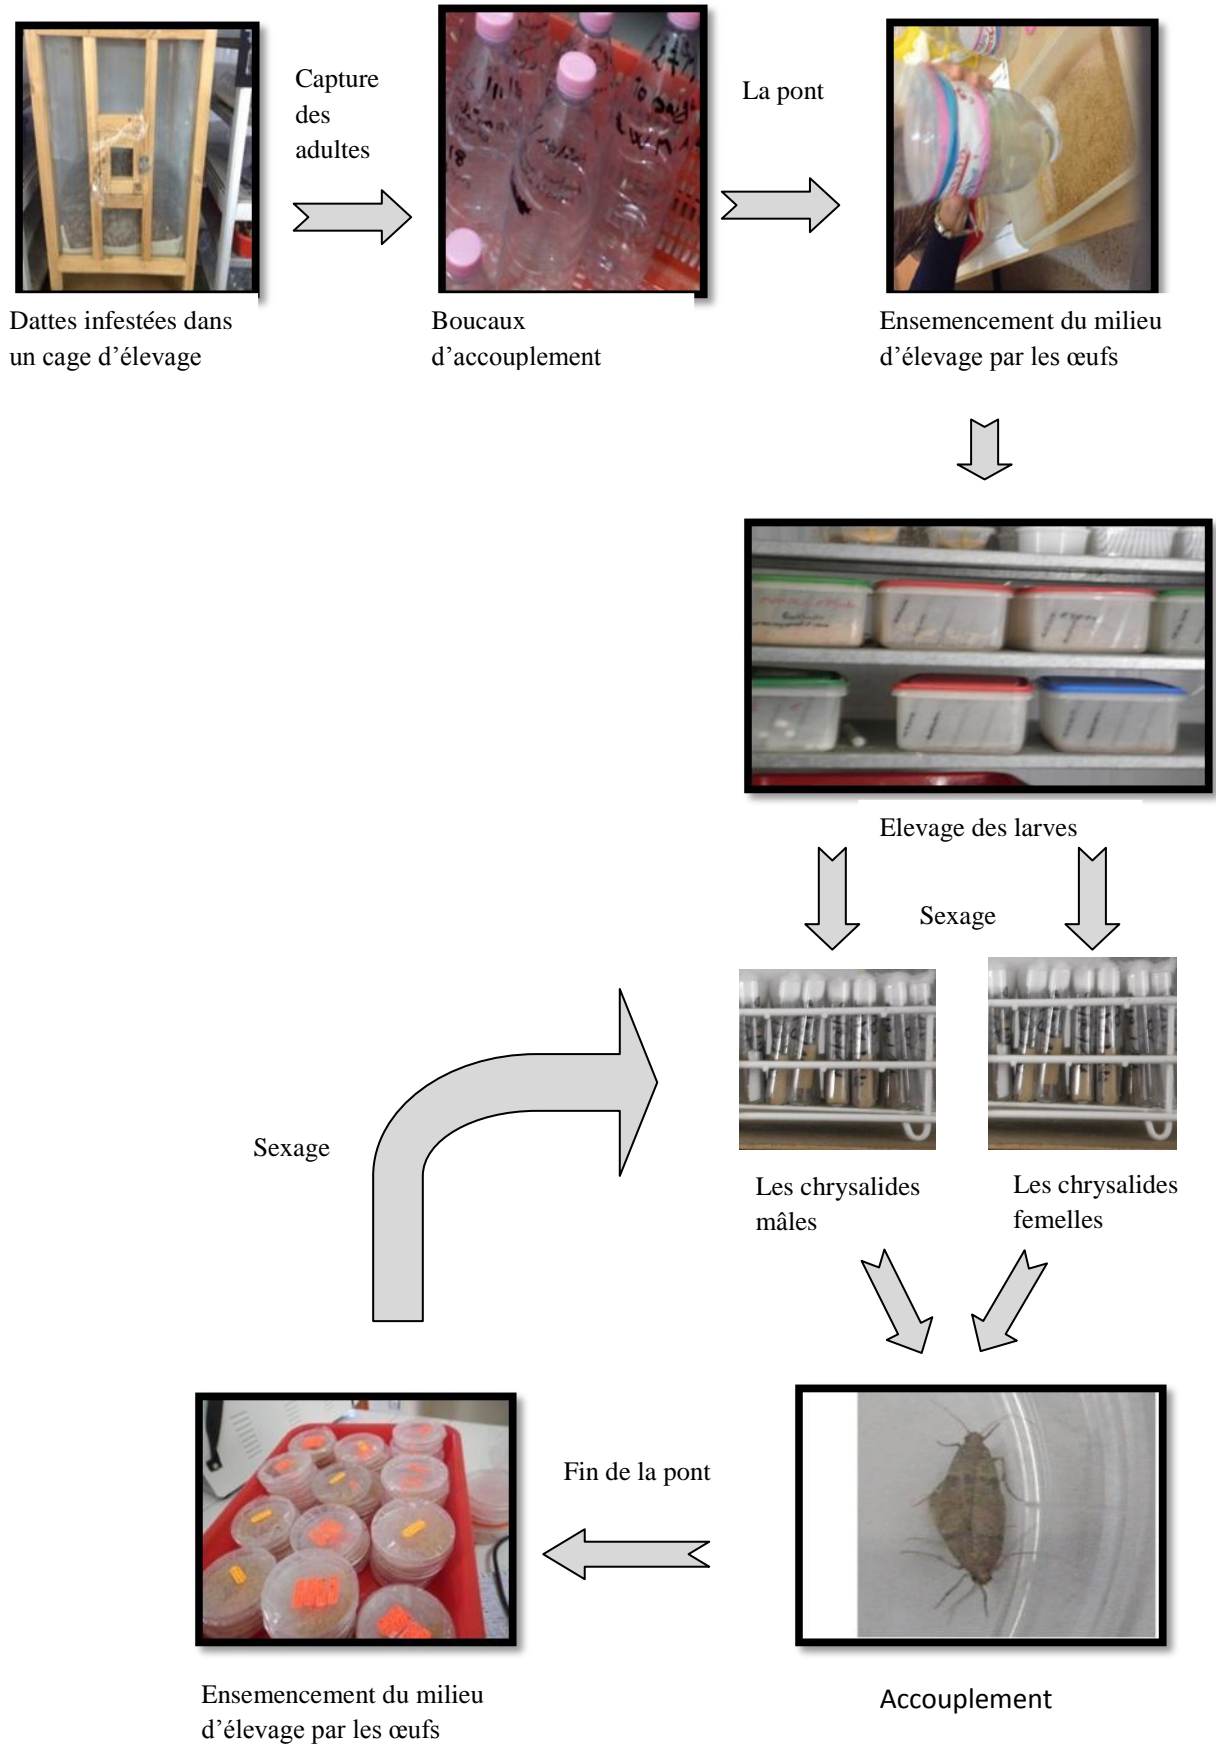 Capture
des
adultes
La pont
Dattes infestées dans
un cage d'élevage
Boucaux
d'accouplement
Ensemencement du milieu
d'élevage par les œufs
Elevage des larves
Sexage
Sexage
Les chrysalides
mâles
Les chrysalides
femelles
Fin de la pont
Ensemencement du milieu
d'élevage par les œufs
Accouplement